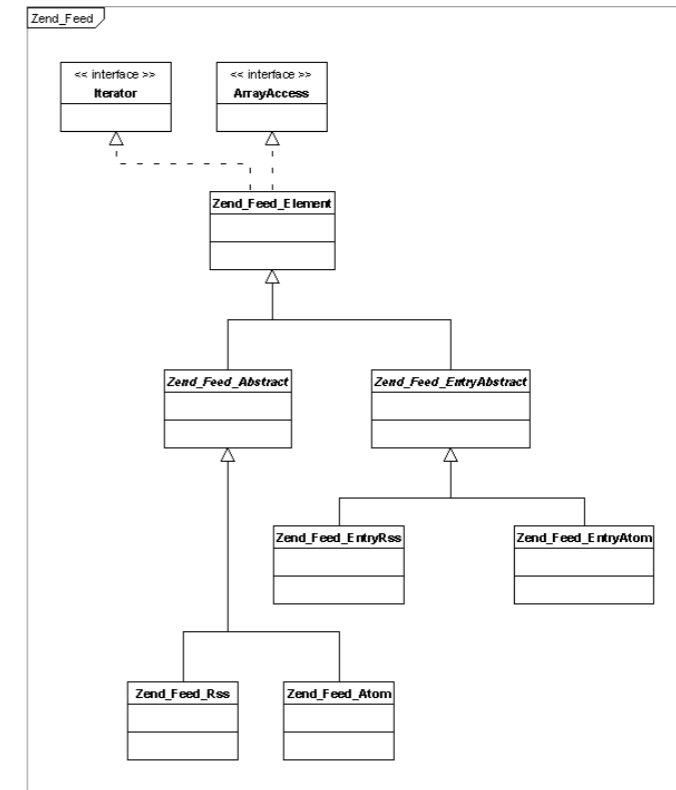 Zend_Feed
<< interface >>
Iterator
<< interface >>
ArrayAccess
Zend_Feed_Element
Zend_Feed_Abstract
Zend_Feed_EntryAbstract
Zend_Feed_EntryRss
Zend_Feed_EntryAtom
Zend_Feed_Rss
Zend_Feed_Atom